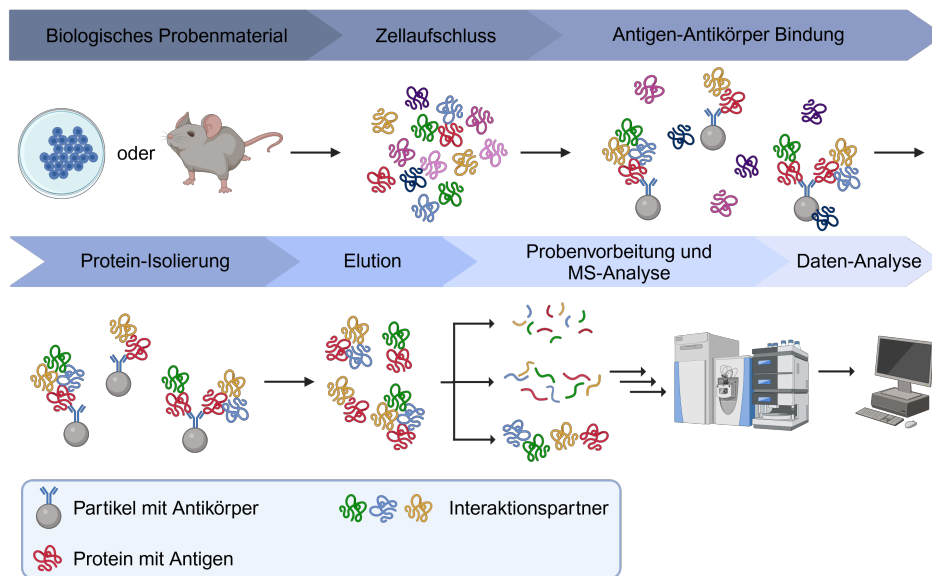 Biologisches Probenmaterial
Zellaufschluss
Antigen-Antikörper Bindung
oder
Protein-Isolierung
Elution
Probenvorbeitung und
MS-Analyse
Daten-Analyse
Partikel mit Antikörper
Interaktionspartner
Protein mit Antigen